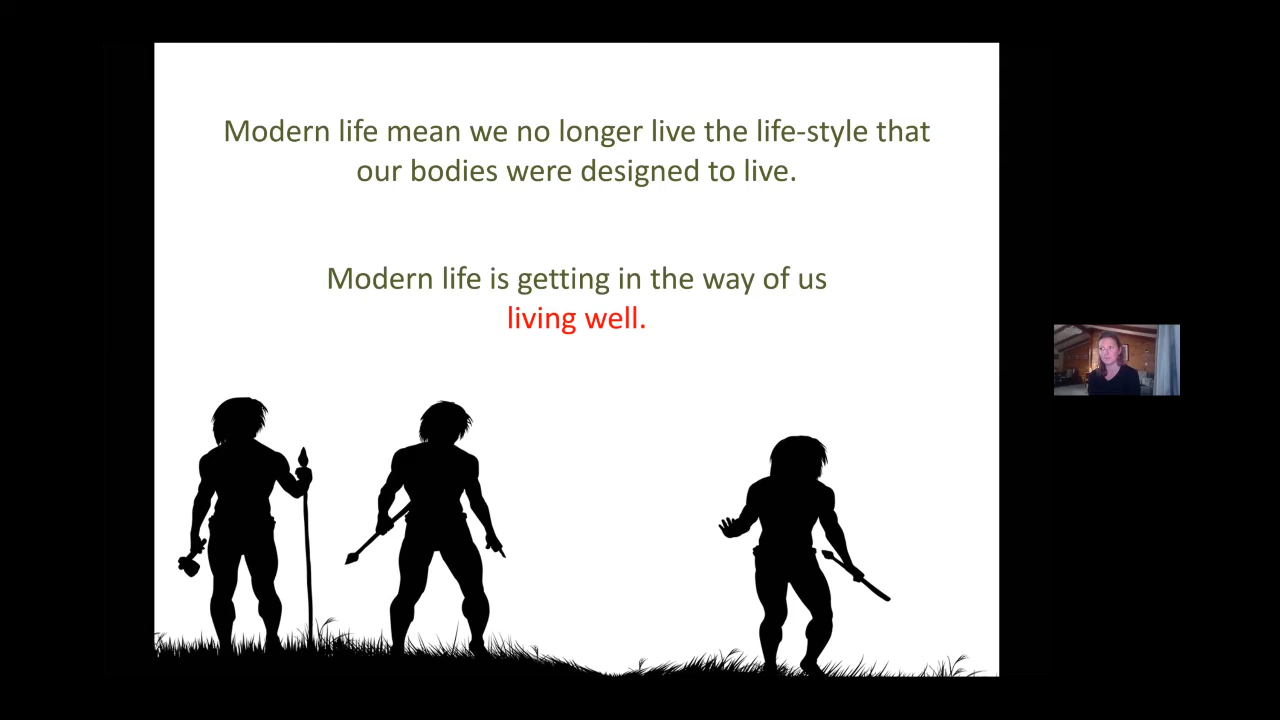 Modern life mean we no longer live the life-style that
our bodies were designed to live.
Modern life is getting in the way of us
living well.